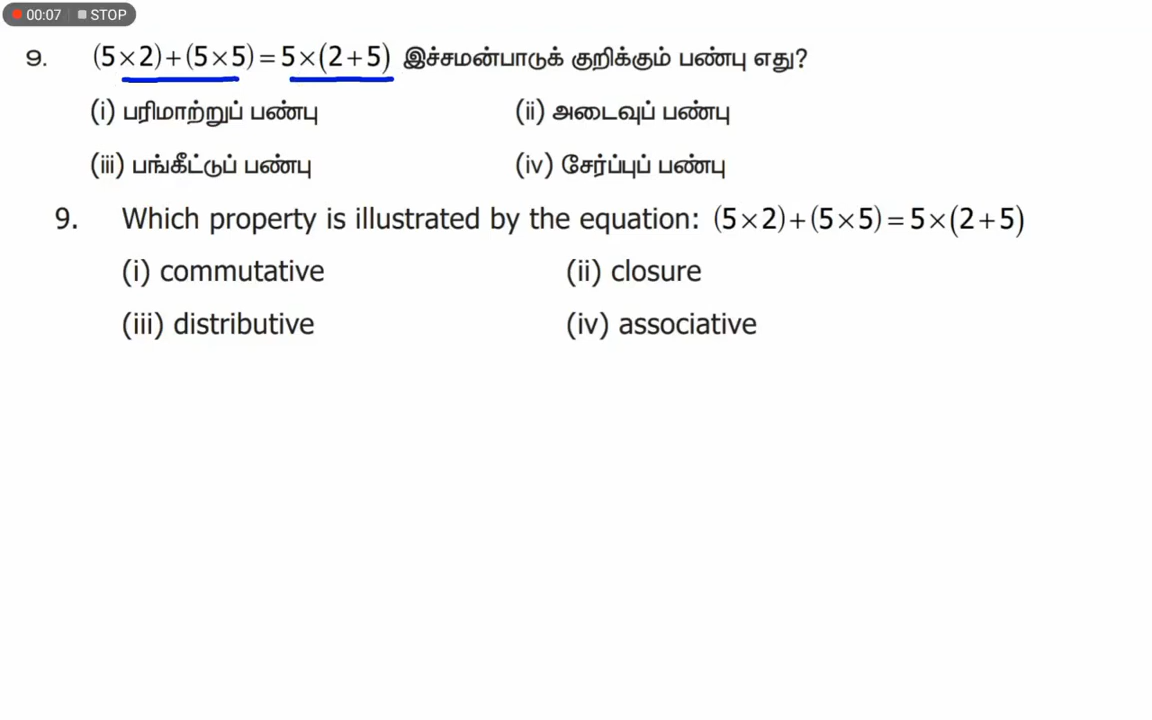 00:07 STOP
9. (5×2)+(5×5)=5×(2+5) இச்சமன்பாடுக் குறிக்கும் பண்பு எது?
(i) பரிமாற்றுப் பண்பு (ii) அடைவுப் பண்பு
(iii) பங்கீட்டுப் பண்பு (iv) சேர்ப்புப் பண்பு
9. Which property is illustrated by the equation: (5×2)+(5×5)=5×(2+5)
(i) commutative (ii) closure
(iii) distributive (iv) associative